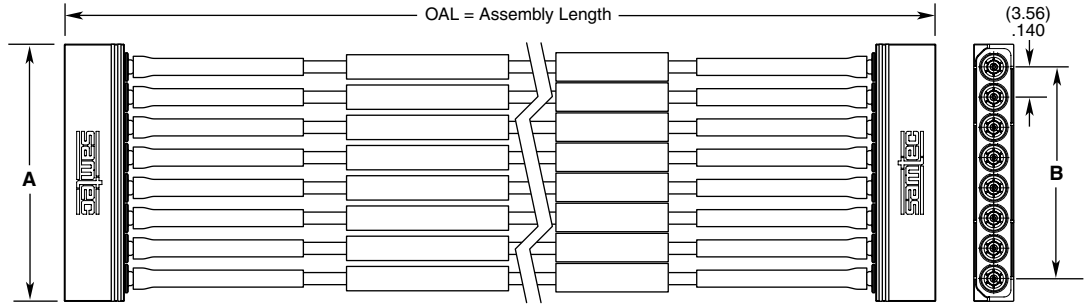 OAL = Assembly Length
(3.56)
.140
A
samtec
samtec
B